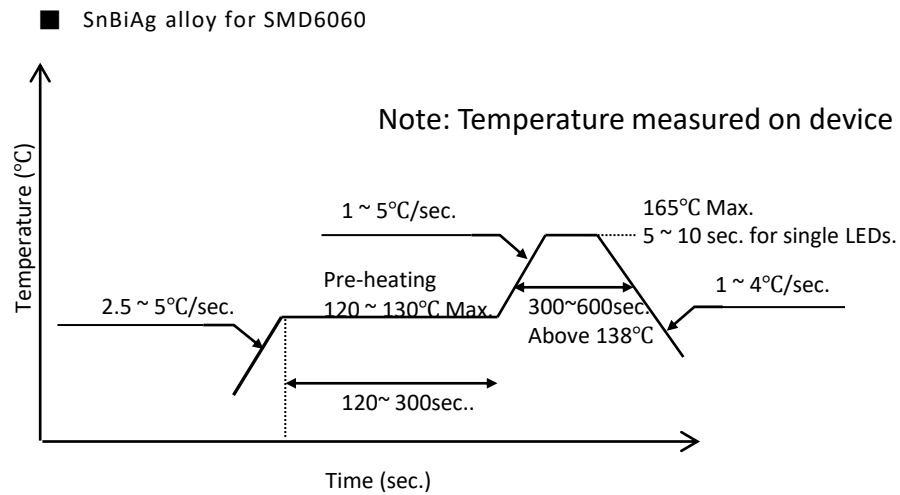 ■ SnBiAg alloy for SMD6060
Note: Temperature measured on device
Temperature (℃)
1 ~ 5℃/sec.
165℃ Max.
5 ~ 10 sec. for single LEDs.
Pre-heating
120 ~ 130℃ Max.
2.5 ~ 5℃/sec.
300~600sec.
Above 138℃
1 ~ 4℃/sec.
120~ 300sec..
Time (sec.)